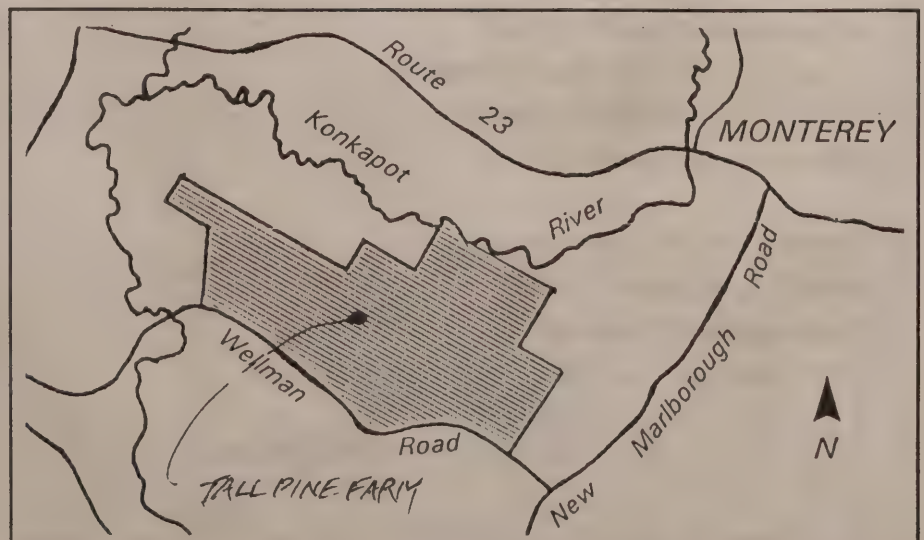 Route 23
MONTEREY
Konkapot River
Wellman Road
New Marlborough Road
N
TALL PINE FARM